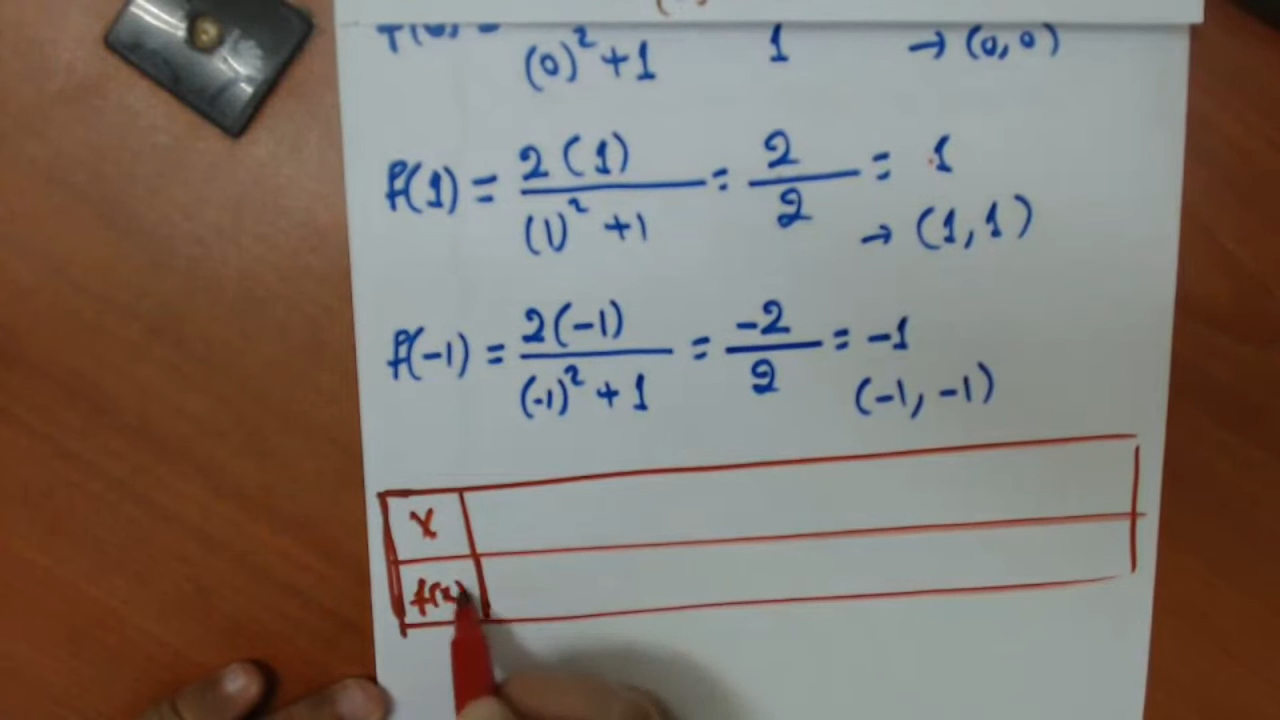 (0)² + 1 1 → (0, 0)
f(1) = 2(1) / (1)² + 1 = 2 / 2 = 1
→ (1, 1)
f(-1) = 2(-1) / (-1)² + 1 = -2 / 2 = -1
(-1, -1)
x
f(x)